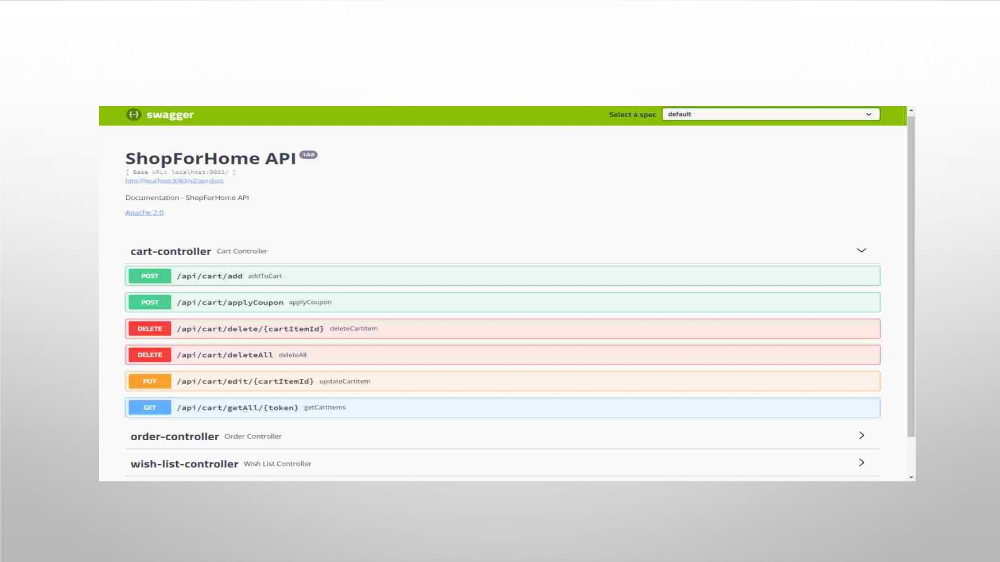 swagger Select a spec default
ShopForHome API 1.0.0
[ Base URL: localhost:9003/ ]
http://localhost:9003/v2/api-docs
Documentation - ShopForHome API
Apache 2.0
cart-controller Cart Controller
POST /api/cart/add addToCart
POST /api/cart/applyCoupon applyCoupon
DELETE /api/cart/delete/{cartItemId} deleteCartItem
DELETE /api/cart/deleteAll deleteAll
PUT /api/cart/edit/{cartItemId} updateCartItem
GET /api/cart/getAll/{token} getCartItems
order-controller Order Controller
wish-list-controller Wish List Controller